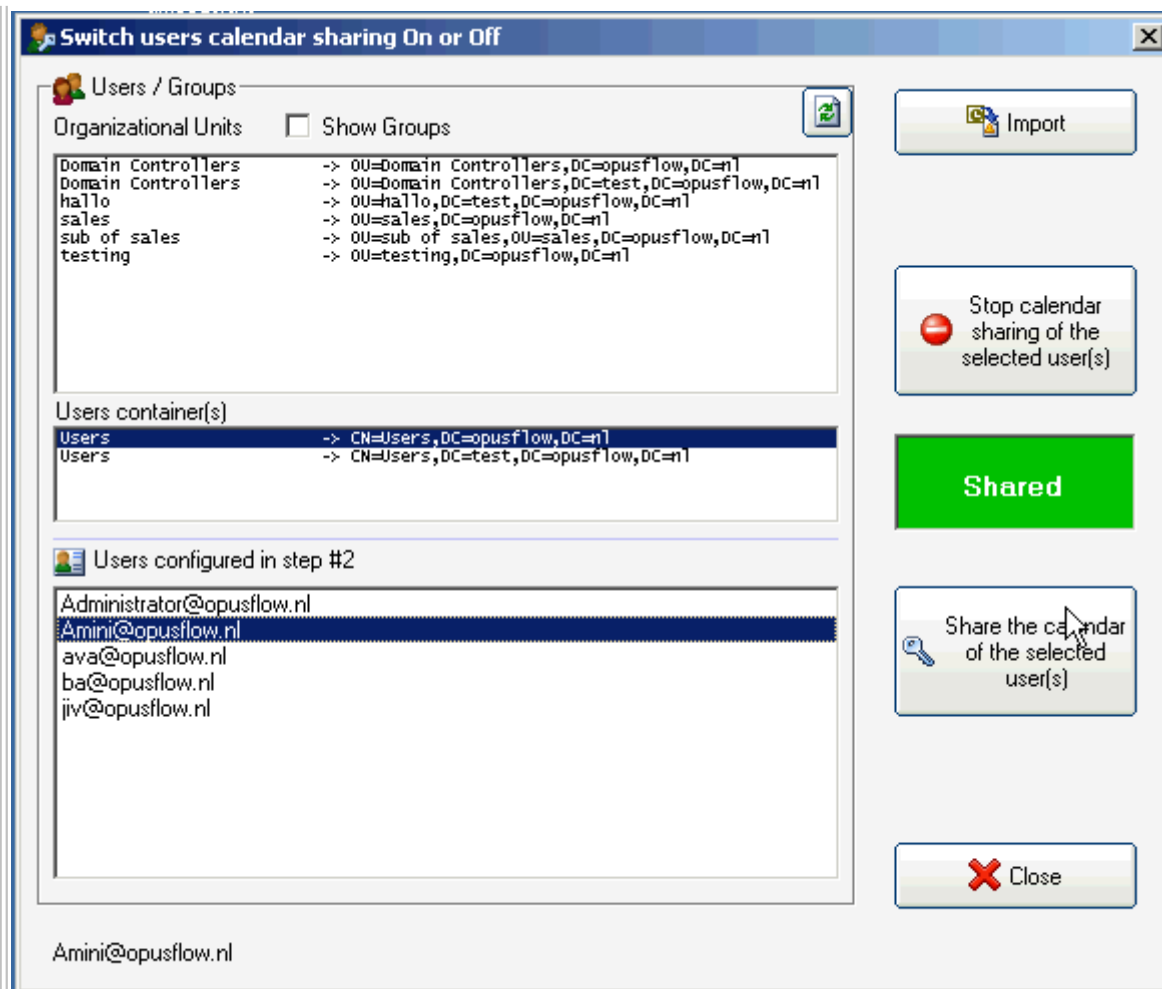 Switch users calendar sharing On or Off
Users / Groups
Organizational Units Show Groups
Domain Controllers -> OU=Domain Controllers,DC=opusflow,DC=nl
Domain Controllers -> OU=Domain Controllers,DC=test,DC=opusflow,DC=nl
hallo -> OU=hallo,DC=test,DC=opusflow,DC=nl
sales -> OU=sales,DC=opusflow,DC=nl
sub of sales -> OU=sub of sales,OU=sales,DC=opusflow,DC=nl
testing -> OU=testing,DC=opusflow,DC=nl
Users container(s)
Users -> CN=Users,DC=opusflow,DC=nl
Users -> CN=Users,DC=test,DC=opusflow,DC=nl
Users configured in step #2
Administrator@opusflow.nl
Amini@opusflow.nl
ava@opusflow.nl
ba@opusflow.nl
jiv@opusflow.nl
Amini@opusflow.nl
Import
Stop calendar
sharing of the
selected user(s)
Shared
Share the calendar
of the selected
user(s)
Close